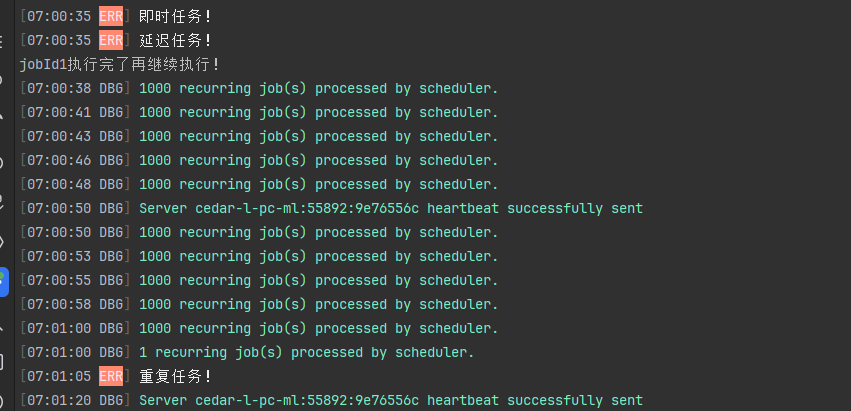 [07:00:35 ERR] 即时任务!
[07:00:35 ERR] 延迟任务!
jobId1执行完了再继续执行!
[07:00:38 DBG] 1000 recurring job(s) processed by scheduler.
[07:00:41 DBG] 1000 recurring job(s) processed by scheduler.
[07:00:43 DBG] 1000 recurring job(s) processed by scheduler.
[07:00:46 DBG] 1000 recurring job(s) processed by scheduler.
[07:00:48 DBG] 1000 recurring job(s) processed by scheduler.
[07:00:50 DBG] Server cedar-l-pc-ml:55892:9e76556c heartbeat successfully sent
[07:00:50 DBG] 1000 recurring job(s) processed by scheduler.
[07:00:53 DBG] 1000 recurring job(s) processed by scheduler.
[07:00:55 DBG] 1000 recurring job(s) processed by scheduler.
[07:00:58 DBG] 1000 recurring job(s) processed by scheduler.
[07:01:00 DBG] 1000 recurring job(s) processed by scheduler.
[07:01:00 DBG] 1 recurring job(s) processed by scheduler.
[07:01:05 ERR] 重复任务!
[07:01:20 DBG] Server cedar-l-pc-ml:55892:9e76556c heartbeat successfully sent